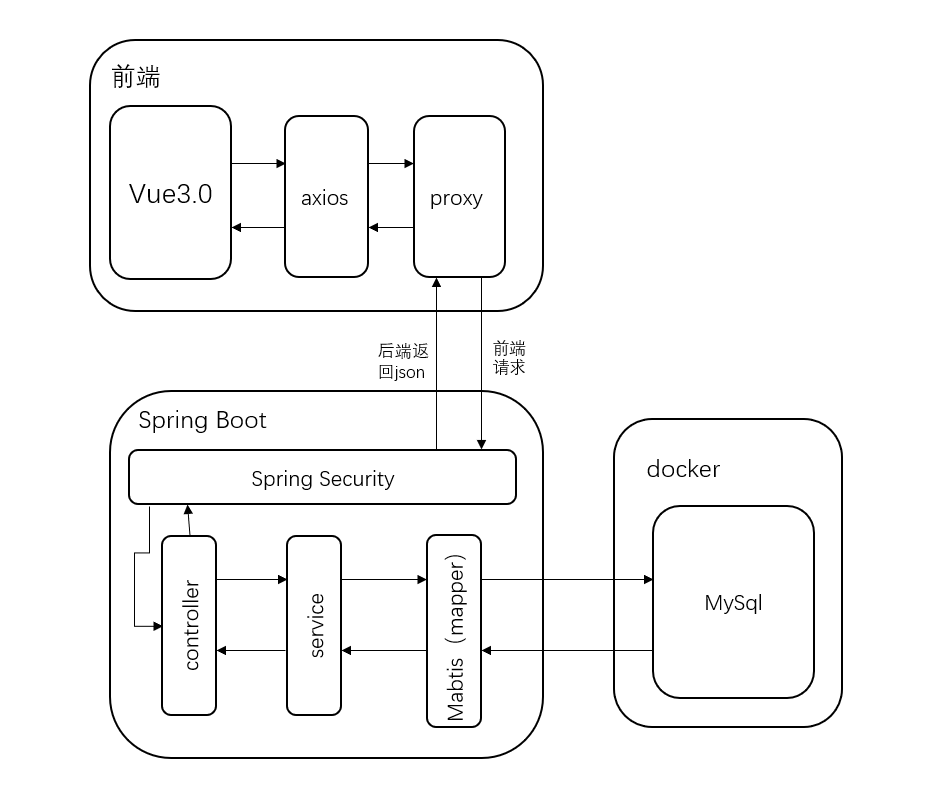 前端
Vue3.0
axios
proxy
后端返
回json
前端
请求
Spring Boot
Spring Security
controller
service
Mabtis（mapper）
docker
MySql